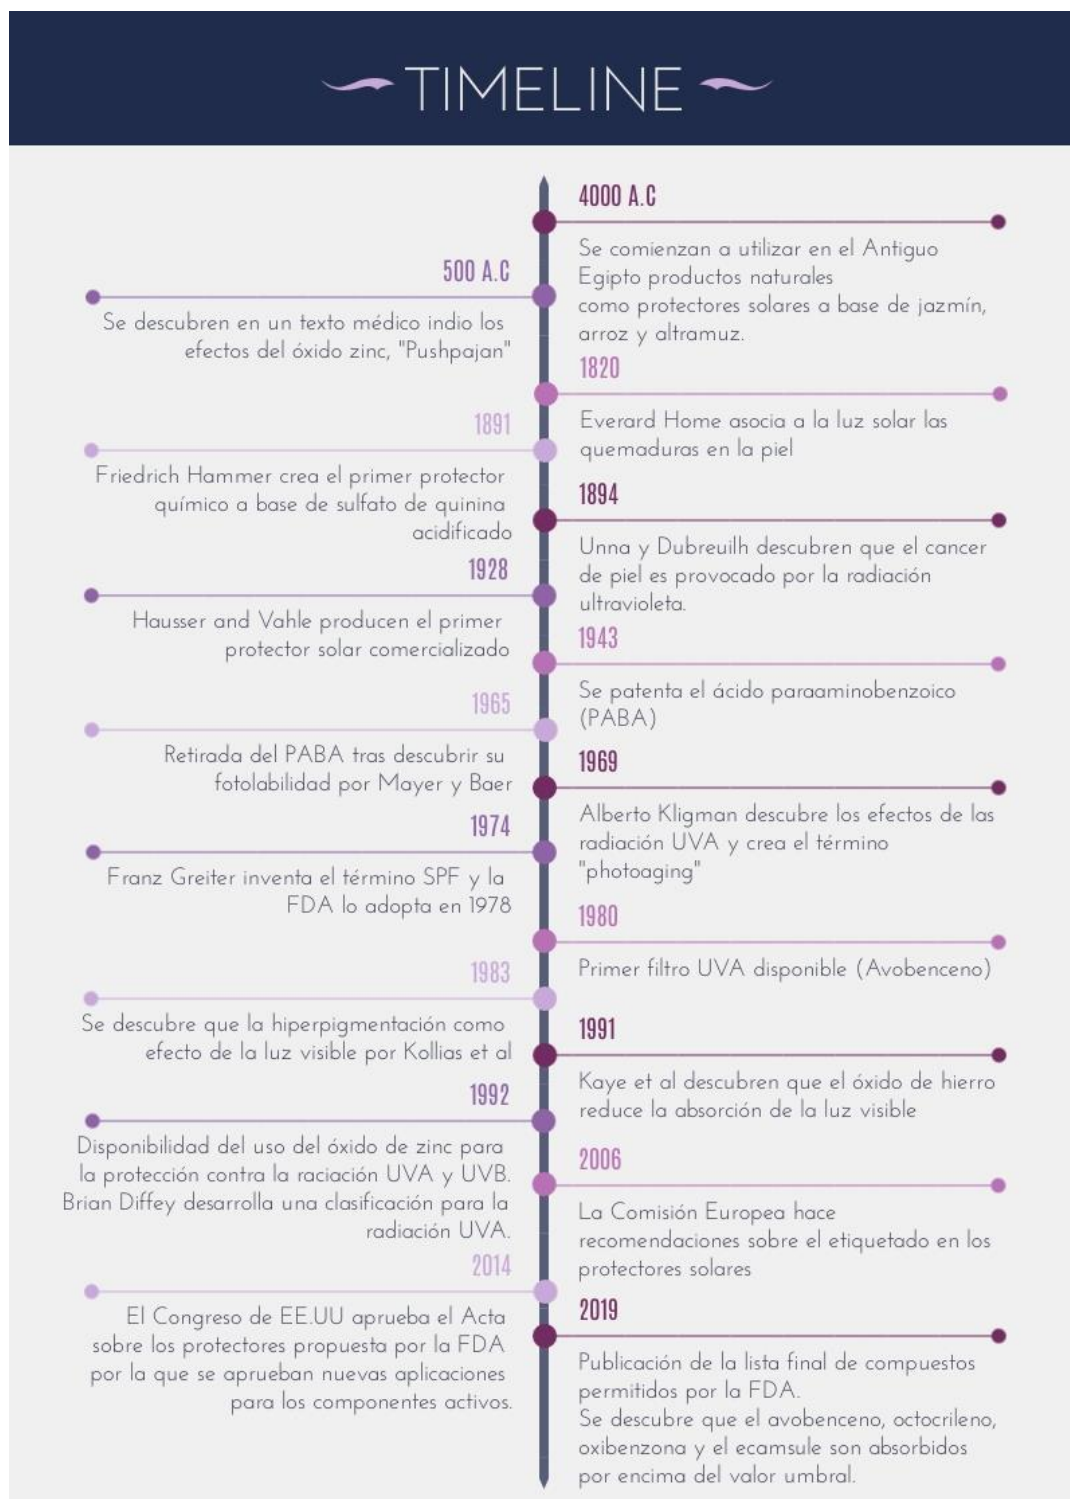 TIMELINE
4000 A.C
Se comienzan a utilizar en el Antiguo
Egipto productos naturales
como protectores solares a base de jazmín,
arroz y altramuz.
500 A.C
Se descubren en un texto médico indio los
efectos del óxido zinc, "Pushpajan"
1820
Everard Home asocia a la luz solar las
quemaduras en la piel
1891
Friedrich Hammer crea el primer protector
químico a base de sulfato de quinina
acidificado
1894
Unna y Dubreuilh descubren que el cancer
de piel es provocado por la radiación
ultravioleta.
1928
Hausser and Vahle producen el primer
protector solar comercializado
1943
Se patenta el ácido paraaminobenzoico
(PABA)
1965
Retirada del PABA tras descubrir su
fotolabilidad por Mayer y Baer
1969
Alberto Kligman descubre los efectos de las
radiación UVA y crea el término
"photoaging"
1974
Franz Greiter inventa el término SPF y la
FDA lo adopta en 1978
1980
Primer filtro UVA disponible (Avobenceno)
1983
Se descubre que la hiperpigmentación como
efecto de la luz visible por Kollias et al
1991
Kaye et al descubren que el óxido de hierro
reduce la absorción de la luz visible
1992
Disponibilidad del uso del óxido de zinc para
la protección contra la raciación UVA y UVB.
Brian Diffey desarrolla una clasificación para la
radiación UVA.
2006
La Comisión Europea hace
recomendaciones sobre el etiquetado en los
protectores solares
2014
El Congreso de EE.UU aprueba el Acta
sobre los protectores propuesta por la FDA
por la que se aprueban nuevas aplicaciones
para los componentes activos.
2019
Publicación de la lista final de compuestos
permitidos por la FDA.
Se descubre que el avobenceno, octocrileno,
oxibenzona y el ecamsule son absorbidos
por encima del valor umbral.